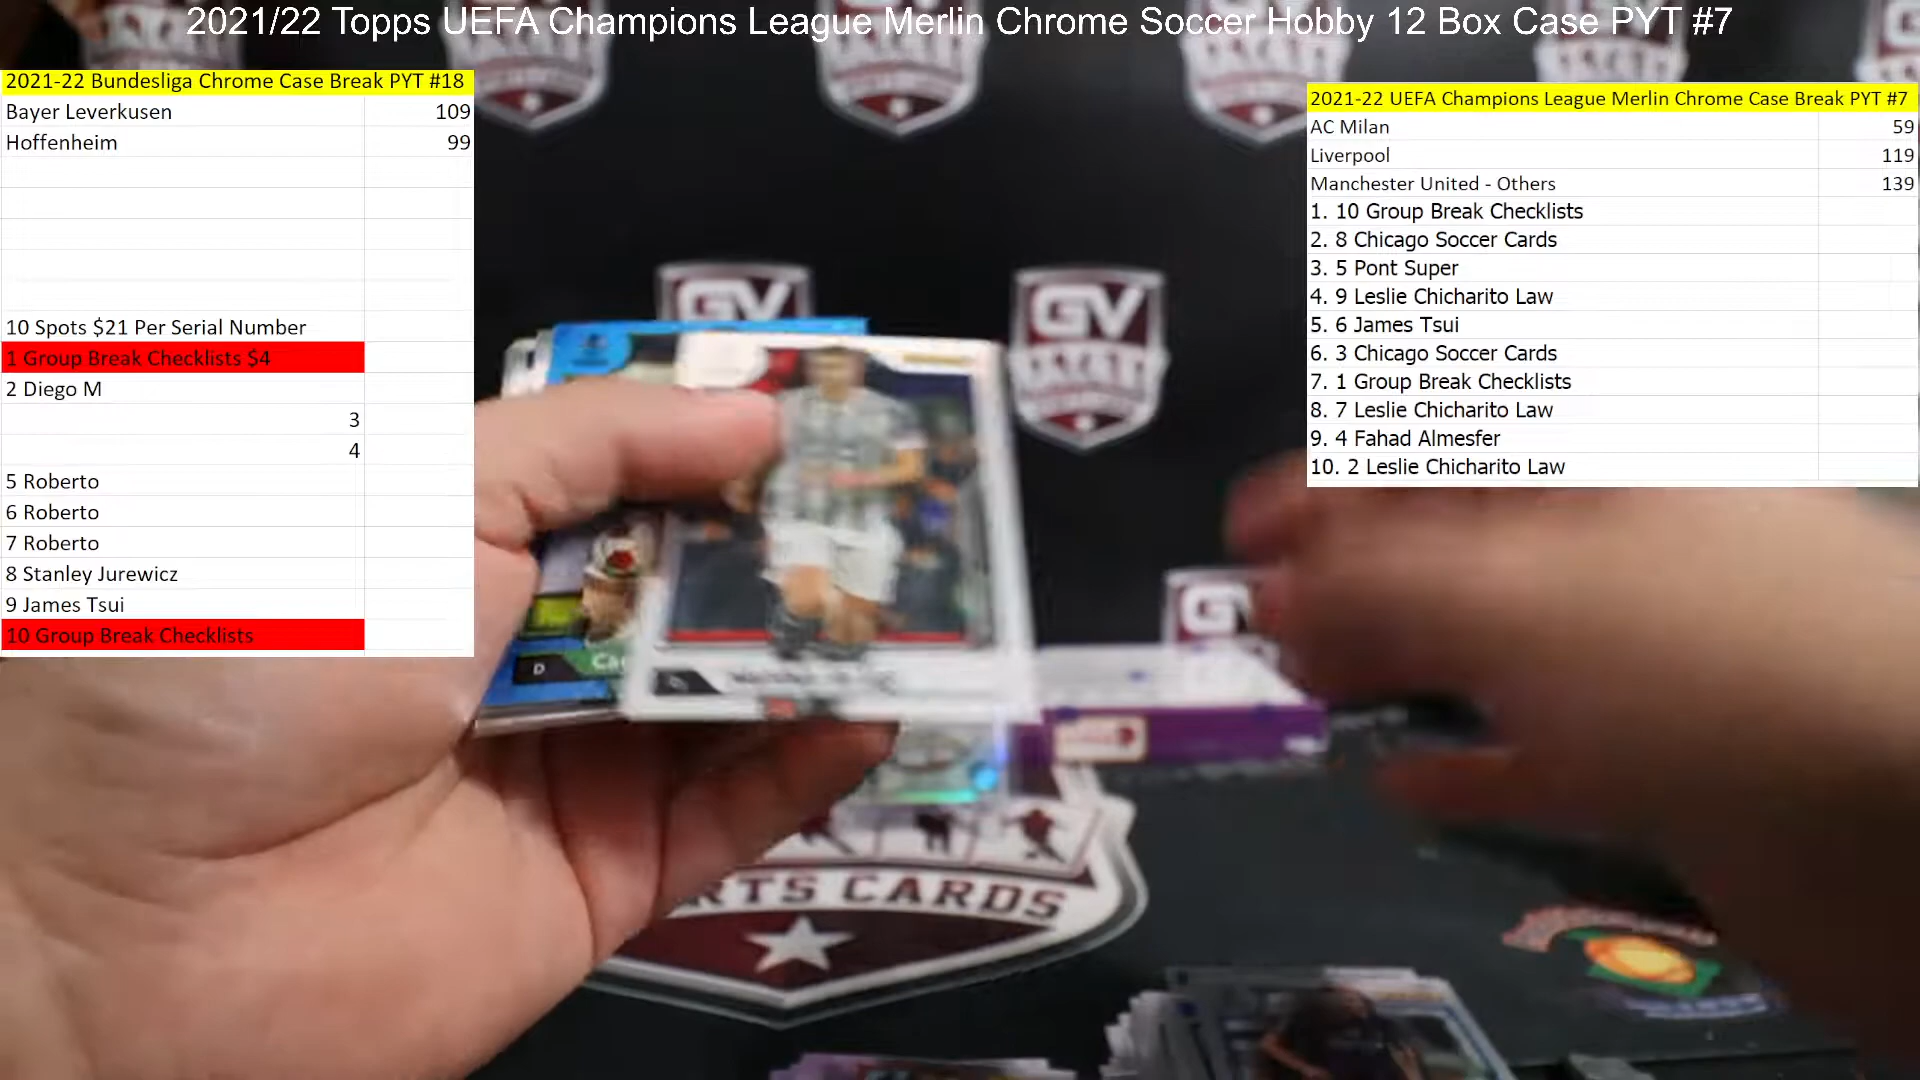 2021/22 Topps UEFA Champions League Merlin Chrome Soccer Hobby 12 Box Case PYT #7
2021-22 Bundesliga Chrome Case Break PYT #18
Bayer Leverkusen 109
Hoffenheim 99
10 Spots $21 Per Serial Number
1 Group Break Checklists $4
2 Diego M
3
4
5 Roberto
6 Roberto
7 Roberto
8 Stanley Jurewicz
9 James Tsui
10 Group Break Checklists
2021-22 UEFA Champions League Merlin Chrome Case Break PYT #7
AC Milan 59
Liverpool 119
Manchester United - Others 139
1. 10 Group Break Checklists
2. 8 Chicago Soccer Cards
3. 5 Pont Super
4. 9 Leslie Chicharito Law
5. 6 James Tsui
6. 3 Chicago Soccer Cards
7. 1 Group Break Checklists
8. 7 Leslie Chicharito Law
9. 4 Fahad Almesfer
10. 2 Leslie Chicharito Law
GV
GV
GV
D
RTS CARDS